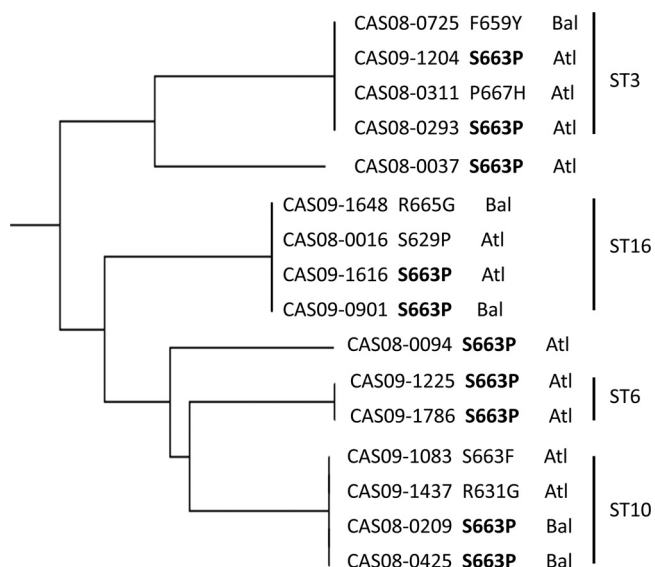 CAS08-0725 F659Y Bal
CAS09-1204 S663P Atl
CAS08-0311 P667H Atl
CAS08-0293 S663P Atl
ST3
CAS08-0037 S663P Atl
CAS09-1648 R665G Bal
CAS08-0016 S629P Atl
CAS09-1616 S663P Atl
CAS09-0901 S663P Bal
ST16
CAS08-0094 S663P Atl
CAS09-1225 S663P Atl
CAS09-1786 S663P Atl
ST6
CAS09-1083 S663F Atl
CAS09-1437 R631G Atl
CAS08-0209 S663P Bal
CAS08-0425 S663P Bal
ST10